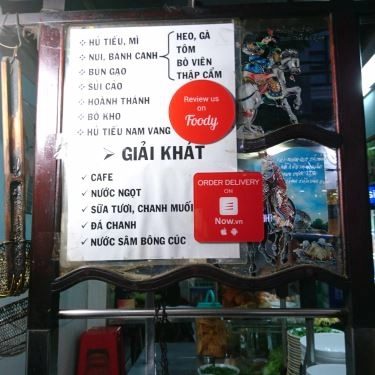 HỦ TIẾU, MÌ
NUI, BÁNH CANH
BUN GẠO
SUI CẢO
HOÀNH THÁNH
BÒ KHO
HỦ TIẾU NAM VANG
HEO, GÀ
TÔM
BÒ VIÊN
THẬP CẨM
Review us
on
Foody
GIẢI KHÁT
CAFE
NƯỚC NGỌT
SỮA TƯƠI, CHANH MUỐI
ĐÁ CHANH
NƯỚC SÂM BÔNG CÚC
ORDER DELIVERY
ON
Now.vn